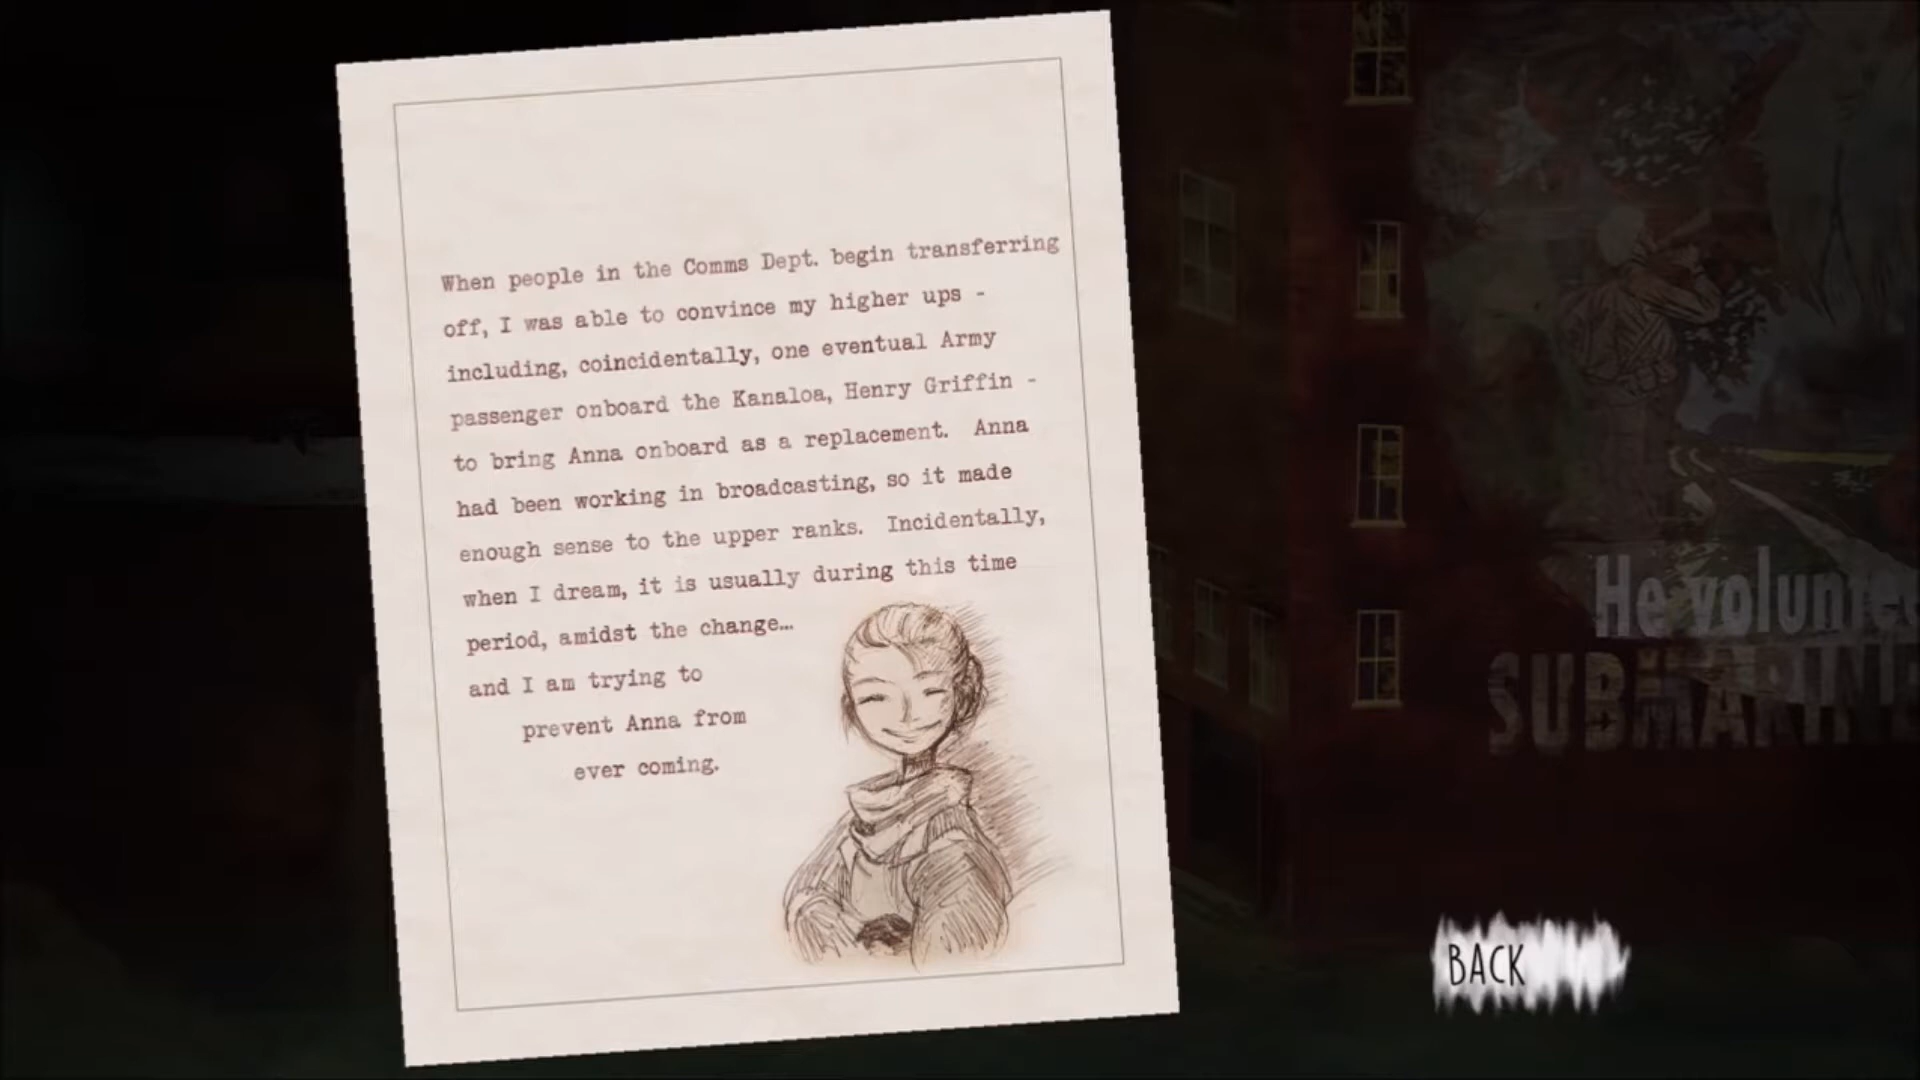 When people in the Comms Dept. begin transferring
off, I was able to convince my higher ups -
including, coincidentally, one eventual Army
passenger onboard the Kanaloa, Henry Griffin -
to bring Anna onboard as a replacement.  Anna
had been working in broadcasting, so it made
enough sense to the upper ranks.  Incidentally,
when I dream, it is usually during this time
period, amidst the change…
and I am trying to
prevent Anna from
ever coming.
He volunte
SUBMARINE
BACK